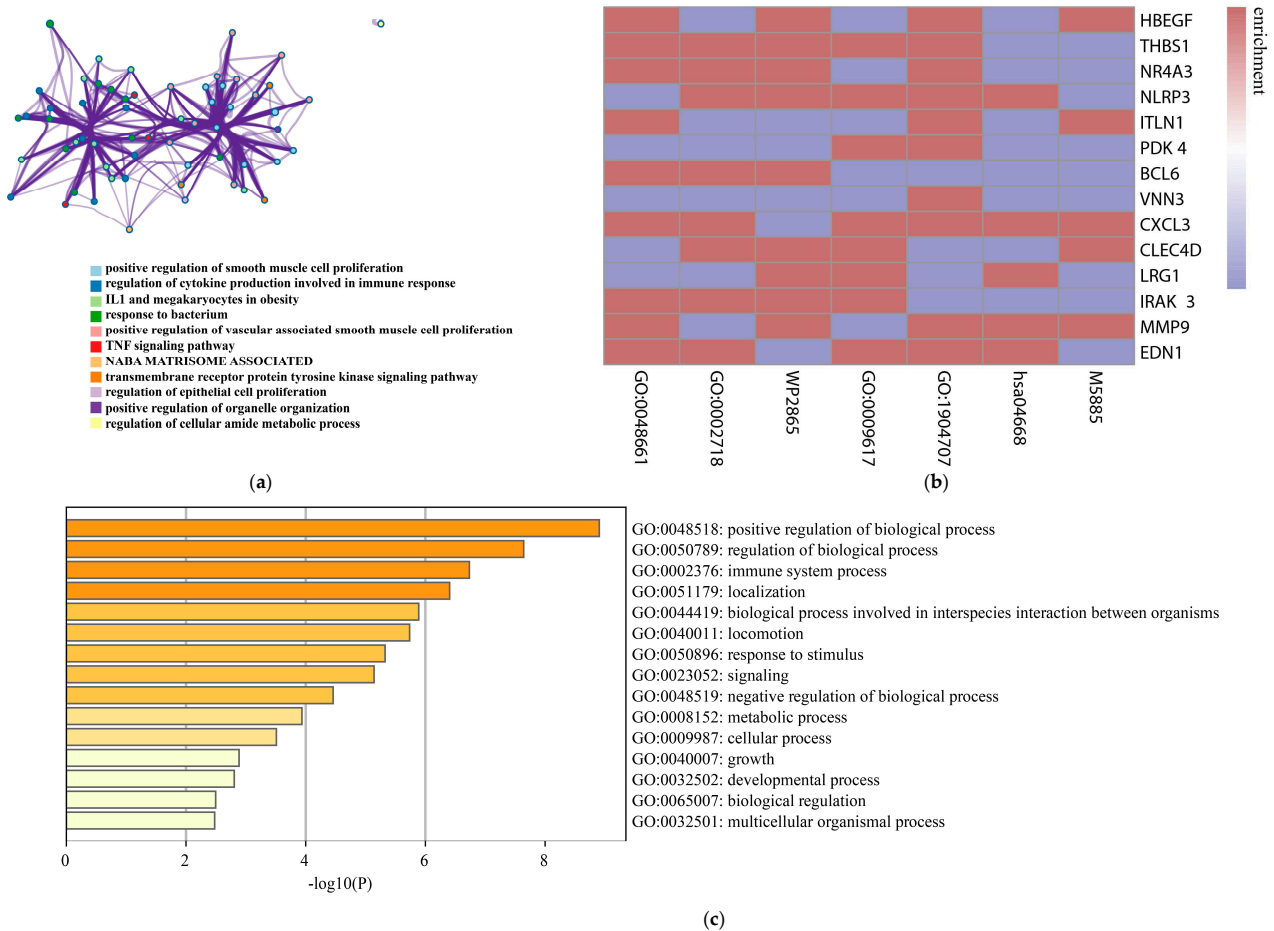 positive regulation of smooth muscle cell proliferation
regulation of cytokine production involved in immune response
IL1 and megakaryocytes in obesity
response to bacterium
positive regulation of vascular associated smooth muscle cell proliferation
TNF signaling pathway
NABA MATRISOME ASSOCIATED
transmembrane receptor protein tyrosine kinase signaling pathway
regulation of epithelial cell proliferation
positive regulation of organelle organization
regulation of cellular amide metabolic process
(a)
HBEGF
THBS1
NR4A3
NLRP3
ITLN1
PDK 4
BCL6
VNN3
CXCL3
CLEC4D
LRG1
IRAK 3
MMP9
EDN1
enrichment
GO:0048661
GO:0002718
WP2865
GO:0009617
GO:1904707
hsa04668
M5885
(b)
GO:0048518: positive regulation of biological process
GO:0050789: regulation of biological process
GO:0002376: immune system process
GO:0051179: localization
GO:0044419: biological process involved in interspecies interaction between organisms
GO:0040011: locomotion
GO:0050896: response to stimulus
GO:0023052: signaling
GO:0048519: negative regulation of biological process
GO:0008152: metabolic process
GO:0009987: cellular process
GO:0040007: growth
GO:0032502: developmental process
GO:0065007: biological regulation
GO:0032501: multicellular organismal process
0 2 4 6 8
-log10(P)
(c)